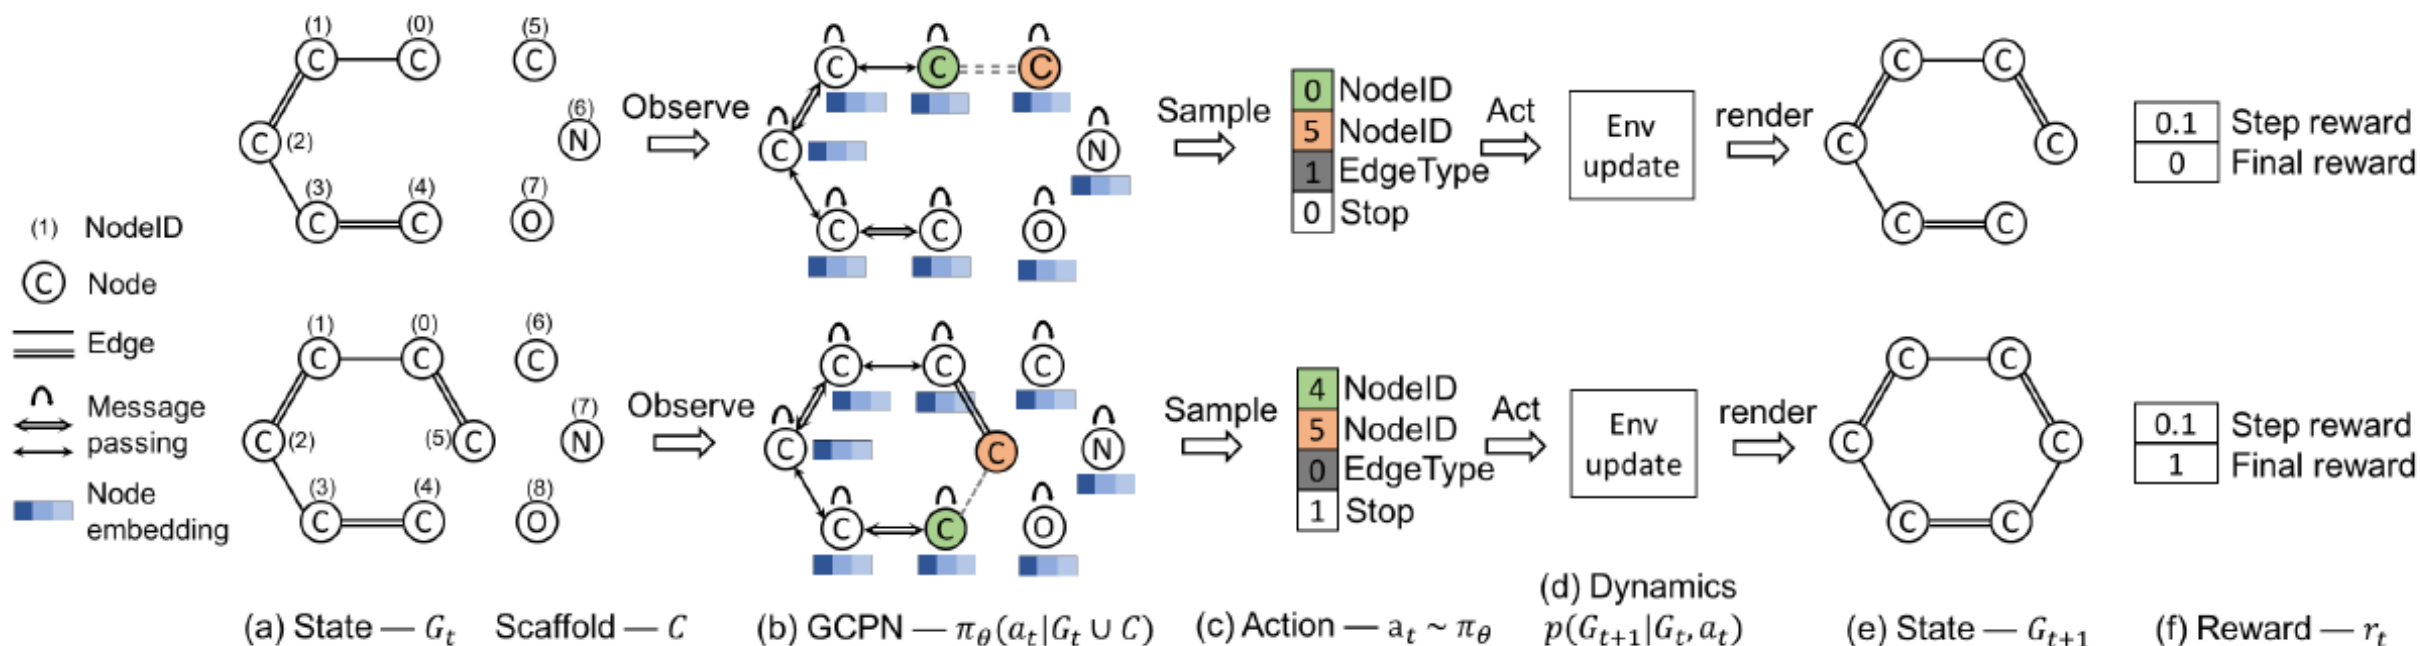 (1) (0) (5)
C C C
(6)
C (2) N
(3) (4) (7)
C C O
Observe
C C C
C N
C C O
Sample
0 NodeID
5 NodeID
1 EdgeType
0 Stop
Act
Env
update
render
C C
C C
C C
0.1 Step reward
0 Final reward
(1) NodeID
C Node
Edge
Message
passing
Node
embedding
(1) (0) (6)
C C C
(7)
C (2) (5) C N
(3) (4) (8)
C C O
Observe
C C C
C C N
C C O
Sample
4 NodeID
5 NodeID
0 EdgeType
1 Stop
Act
Env
update
render
C C
C C
C C
0.1 Step reward
1 Final reward
(a) State — G_t
Scaffold — C
(b) GCPN — π_θ(a_t|G_t ∪ C)
(c) Action — a_t ~ π_θ
(d) Dynamics
p(G_{t+1}|G_t, a_t)
(e) State — G_{t+1}
(f) Reward — r_t